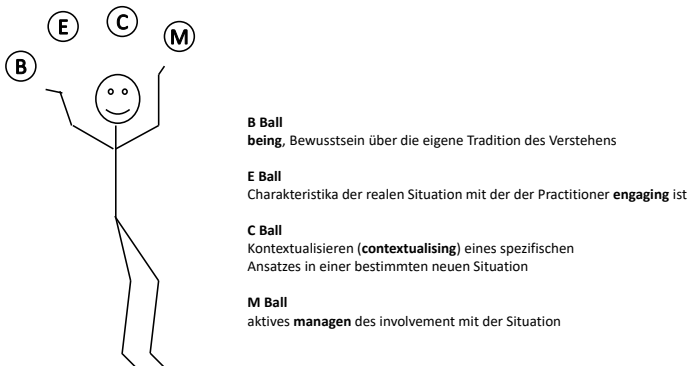 B
E
C
M
B Ball
being, Bewusstsein über die eigene Tradition des Verstehens
E Ball
Charakteristika der realen Situation mit der der Practitioner engaging ist
C Ball
Kontextualisieren (contextualising) eines spezifischen
Ansatzes in einer bestimmten neuen Situation
M Ball
aktives managen des involvement mit der Situation